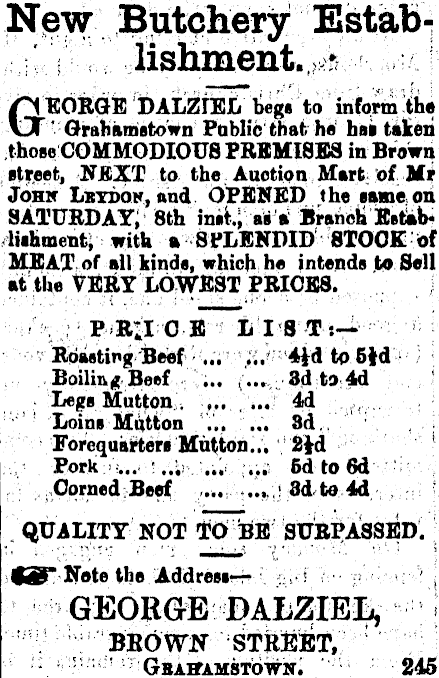 New Butchery Estab-
lishment.
GEORGE DALZIEL begs to inform the
Grahamstown Public that he has taken
those COMMODIOUS PREMISES in Brown
street, NEXT to the Auction Mart of Mr
JOHN LEYDON, and OPENED the same on
SATURDAY, 8th inst., as a Branch Estab-
lishment, with a SPLENDID STOCK of
MEAT of all kinds, which he intends to Sell
at the VERY LOWEST PRICES.
PRICE LIST:—
Roasting Beef ... ... 4½d to 5½d
Boiling Beef ... ... 3d to 4d
Legs Mutton ... ... 4d
Loins Mutton ... ... 3d
Forequarters Mutton... 2½d
Pork ... ... ... ... 5d to 6d
Corned Beef ... ... 3d to 4d
QUALITY NOT TO BE SURPASSED.
☞ Note the Address—
GEORGE DALZIEL,
BROWN STREET,
GRAHAMSTOWN. 245